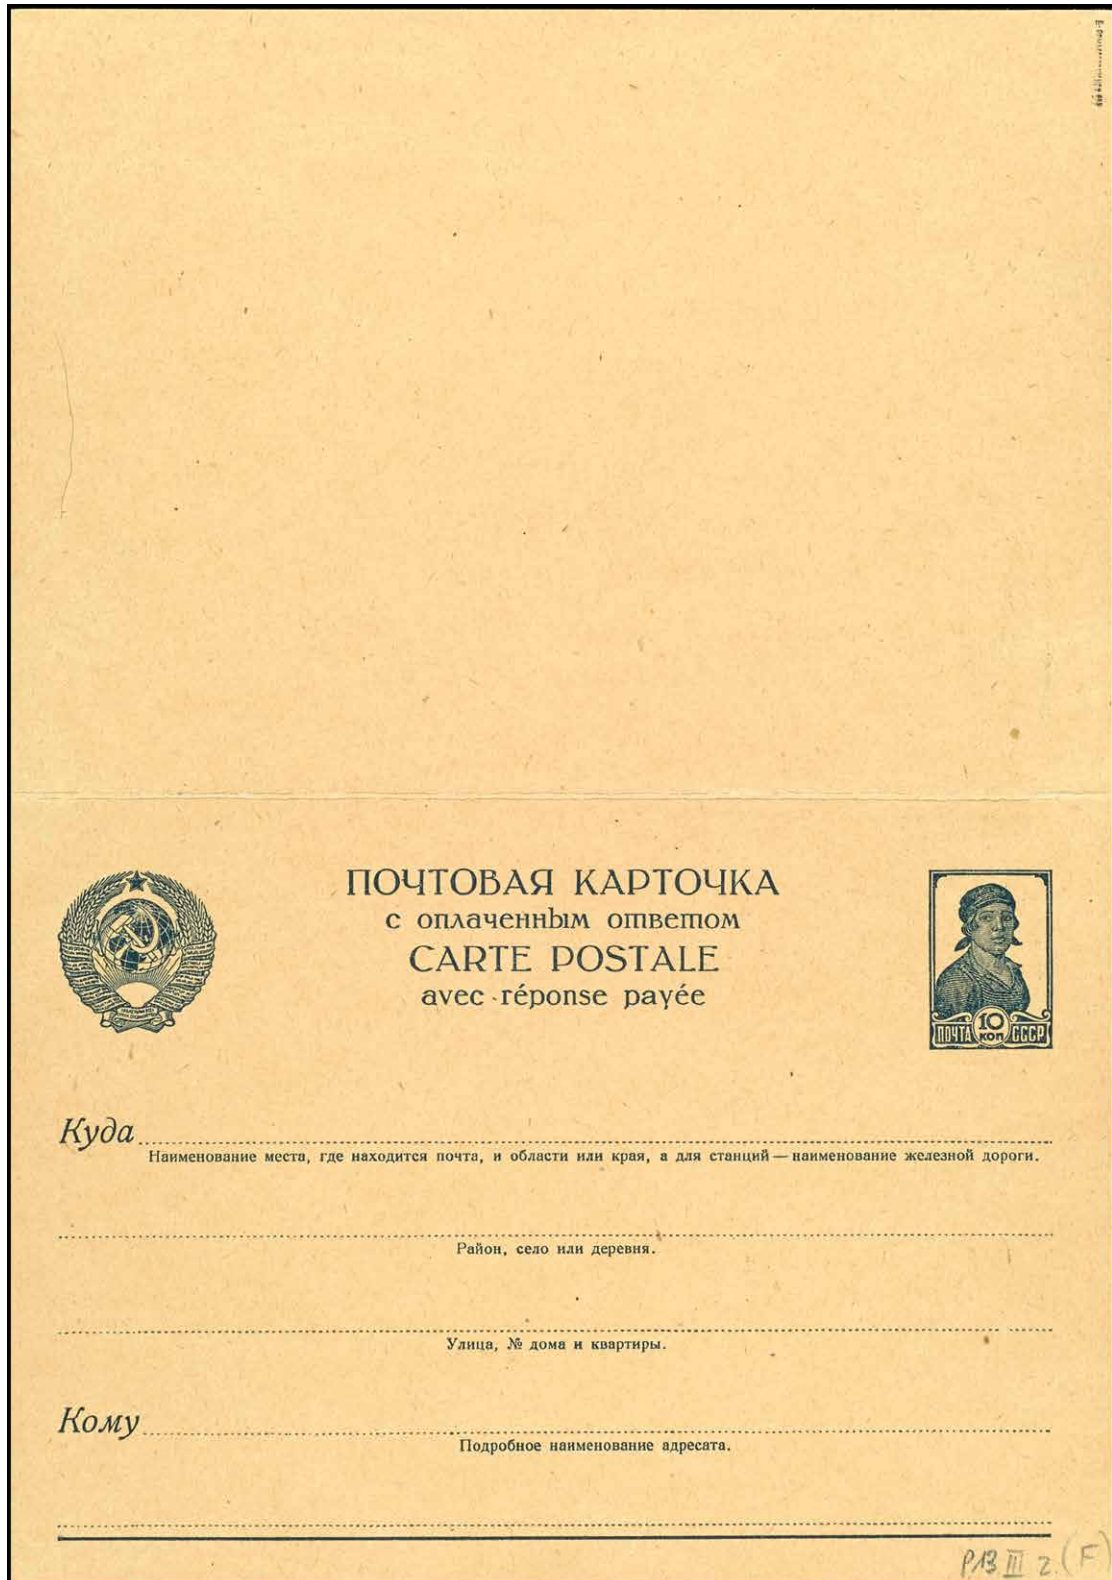 ПОЧТОВАЯ КАРТОЧКА
с оплаченным ответом
CARTE POSTALE
avec réponse payée
ПОЧТА 10 КОП СССР
Куда
Наименование места, где находится почта, и области или края, а для станций — наименование железной дороги.
Район, село или деревня.
Улица, № дома и квартиры.
Кому
Подробное наименование адресата.
P.13 III 2 (F)